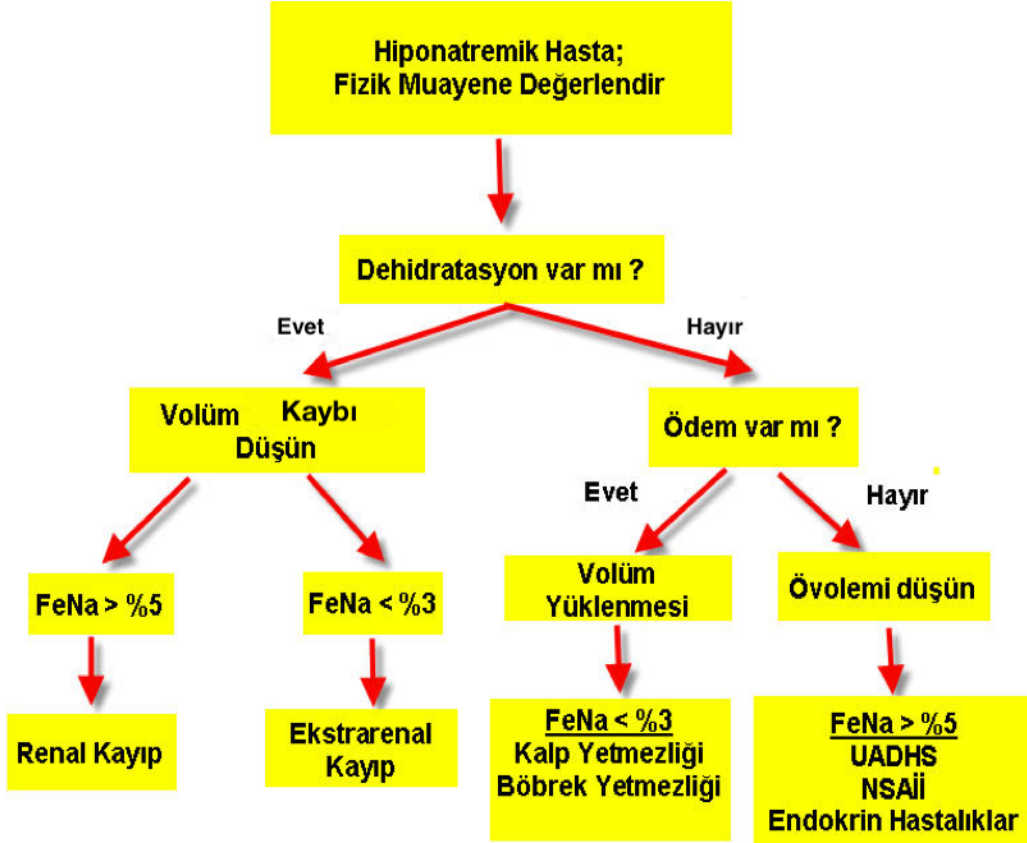 Hiponatremik Hasta;
Fizik Muayene Değerlendir
Dehidratasyon var mı ?
Evet
Hayır
Volüm Kaybı
Düşün
Ödem var mı ?
Evet
Hayır
FeNa > %5
FeNa < %3
Volüm
Yüklenmesi
Övolemi düşün
Renal Kayıp
Ekstrarenal
Kayıp
FeNa < %3
Kalp Yetmezliği
Böbrek Yetmezliği
FeNa > %5
UADHS
NSAİİ
Endokrin Hastalıklar